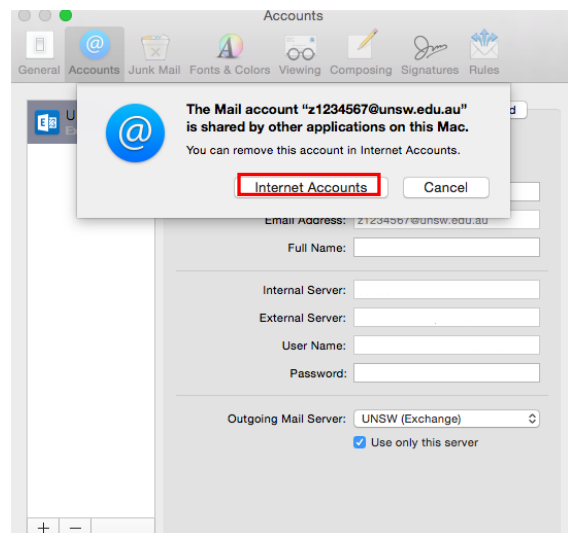 Accounts
General Accounts Junk Mail Fonts & Colors Viewing Composing Signatures Rules
The Mail account “z1234567@unsw.edu.au”
is shared by other applications on this Mac.
You can remove this account in Internet Accounts.
Internet Accounts Cancel
Email Address: z1234567@unsw.edu.au
Full Name:
Internal Server:
External Server:
User Name:
Password:
Outgoing Mail Server: UNSW (Exchange)
Use only this server
+ −